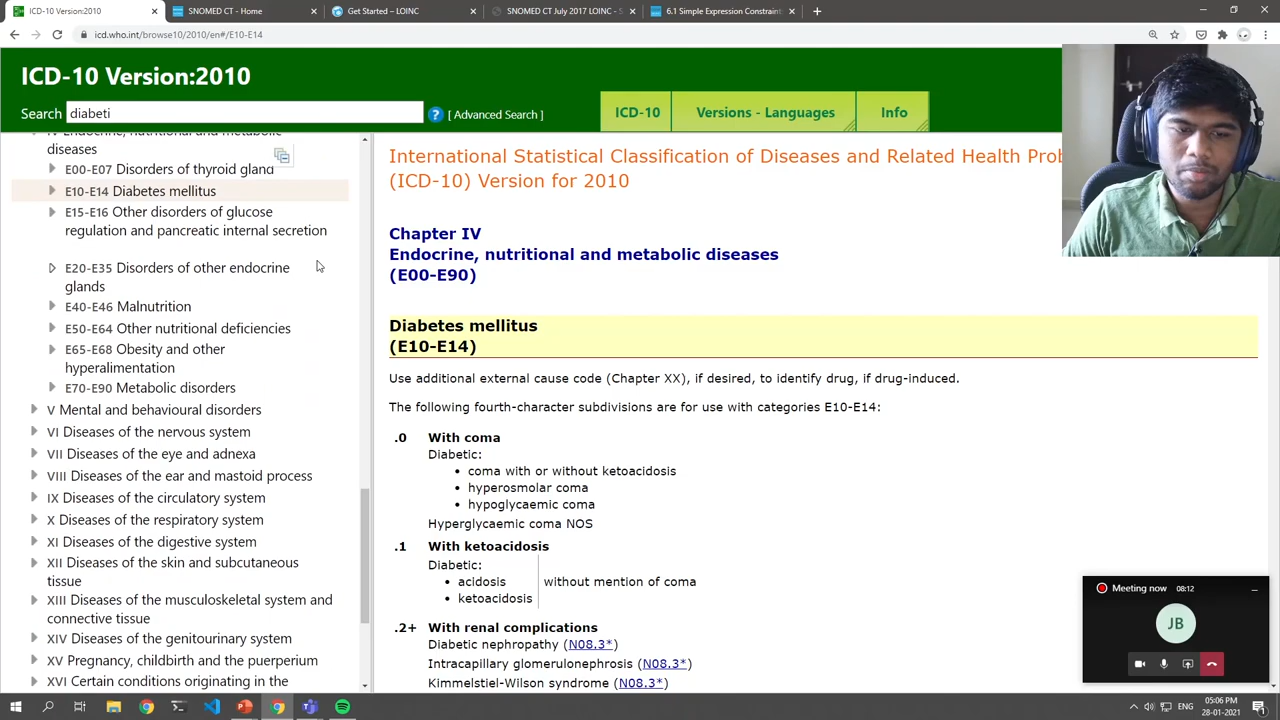 ICD-10 Version:2010
SNOMED CT - Home
Get Started – LOINC
SNOMED CT July 2017 LOINC - S
6.1 Simple Expression Constraint
icd.who.int/browse10/2010/en#/E10-E14
ICD-10 Version:2010
Search diabeti ? [ Advanced Search ]
ICD-10 Versions - Languages Info
IV Endocrine, nutritional and metabolic
diseases
E00-E07 Disorders of thyroid gland
E10-E14 Diabetes mellitus
E15-E16 Other disorders of glucose
regulation and pancreatic internal secretion
E20-E35 Disorders of other endocrine
glands
E40-E46 Malnutrition
E50-E64 Other nutritional deficiencies
E65-E68 Obesity and other
hyperalimentation
E70-E90 Metabolic disorders
V Mental and behavioural disorders
VI Diseases of the nervous system
VII Diseases of the eye and adnexa
VIII Diseases of the ear and mastoid process
IX Diseases of the circulatory system
X Diseases of the respiratory system
XI Diseases of the digestive system
XII Diseases of the skin and subcutaneous
tissue
XIII Diseases of the musculoskeletal system and
connective tissue
XIV Diseases of the genitourinary system
XV Pregnancy, childbirth and the puerperium
XVI Certain conditions originating in the
International Statistical Classification of Diseases and Related Health Prob
(ICD-10) Version for 2010
Chapter IV
Endocrine, nutritional and metabolic diseases
(E00-E90)
Diabetes mellitus
(E10-E14)
Use additional external cause code (Chapter XX), if desired, to identify drug, if drug-induced.
The following fourth-character subdivisions are for use with categories E10-E14:
.0 With coma
Diabetic:
• coma with or without ketoacidosis
• hyperosmolar coma
• hypoglycaemic coma
Hyperglycaemic coma NOS
.1 With ketoacidosis
Diabetic:
• acidosis without mention of coma
• ketoacidosis
.2+ With renal complications
Diabetic nephropathy (N08.3*)
Intracapillary glomerulonephrosis (N08.3*)
Kimmelstiel-Wilson syndrome (N08.3*)
Meeting now 08:12
JB
ENG
05:06 PM
28-01-2021